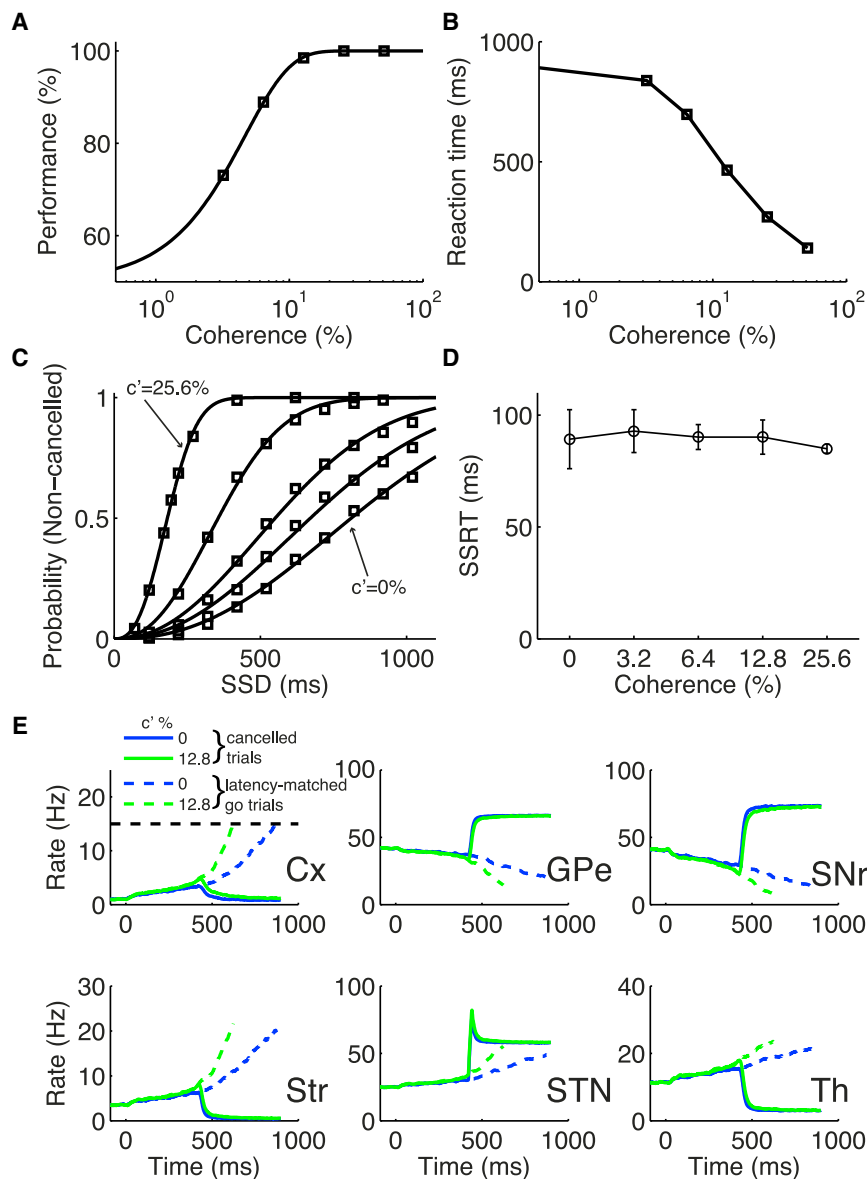 A
Performance (%)
100
80
60
10^0
10^1
10^2
Coherence (%)
B
Reaction time (ms)
1000
500
0
10^0
10^1
10^2
Coherence (%)
C
Probability (Non−cancelled)
1
0.5
0
c'=25.6%
c'=0%
0
500
1000
SSD (ms)
D
SSRT (ms)
100
50
0
0
3.2
6.4
12.8
25.6
Coherence (%)
E
c' %
0
12.8
cancelled
trials
0
12.8
latency-matched
go trials
Rate (Hz)
20
10
0
0
500
1000
Cx
100
50
0
0
500
1000
GPe
100
50
0
0
500
1000
SNr
Rate (Hz)
30
20
10
0
0
500
1000
Time (ms)
Str
100
50
0
0
500
1000
Time (ms)
STN
40
20
0
0
500
1000
Time (ms)
Th